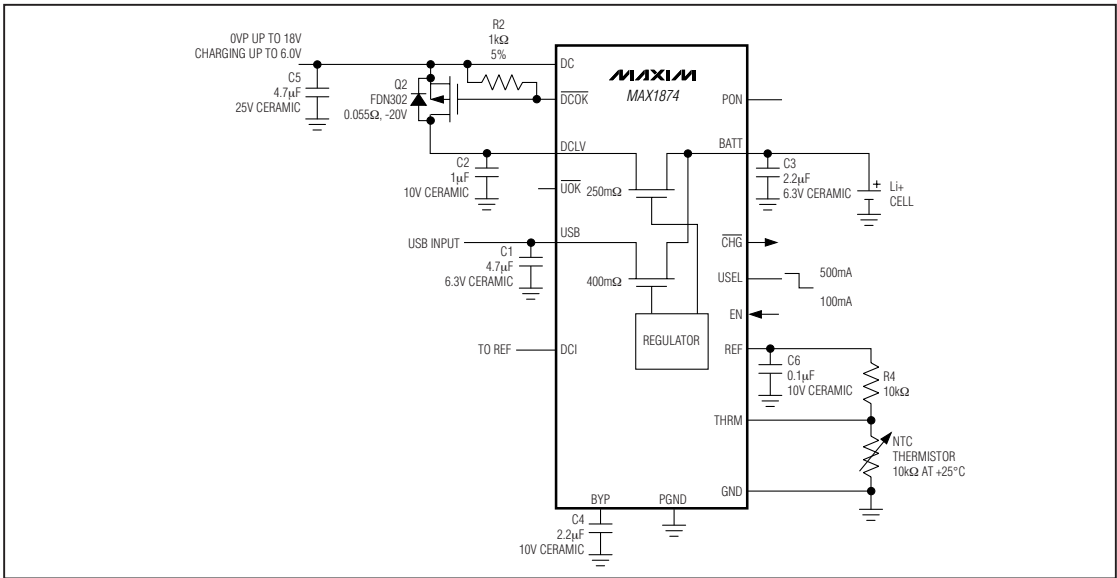 0VP UP TO 18V
CHARGING UP TO 6.0V
C5
4.7µF
25V CERAMIC
R2
1kΩ
5%
Q2
FDN302
0.055Ω, -20V
C2
1µF
10V CERAMIC
USB INPUT
C1
4.7µF
6.3V CERAMIC
TO REF
DC
DCOK
DCLV
UOK
250mΩ
USB
400mΩ
DCI
MAXIM
MAX1874
REGULATOR
PON
BATT
CHG
USEL
EN
REF
THRM
GND
BYP
PGND
C4
2.2µF
10V CERAMIC
C3
2.2µF
6.3V CERAMIC
+
Li+
CELL
500mA
100mA
C6
0.1µF
10V CERAMIC
R4
10kΩ
NTC
THERMISTOR
10kΩ AT +25°C